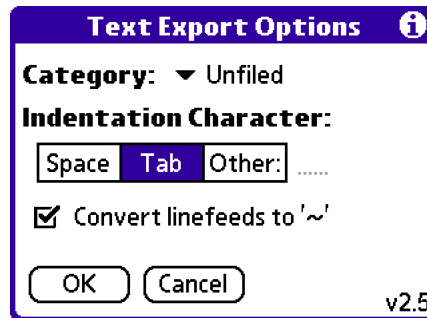 Text Export Options i
Category: Unfiled
Indentation Character:
Space Tab Other: ......
Convert linefeeds to '~'
OK Cancel
v2.5